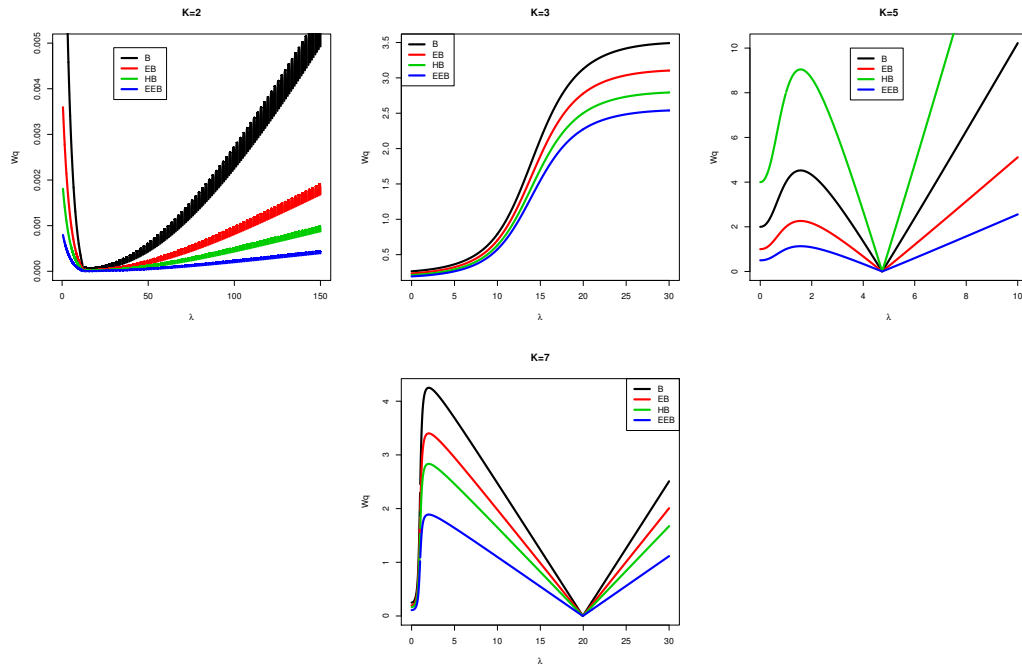 K=2
0.005
0.004
0.003
0.002
0.001
0.000
Wq
B
EB
HB
EEB
0 50 100 150
λ
K=3
3.5
3.0
2.5
2.0
1.5
1.0
0.5
Wq
B
EB
HB
EEB
0 5 10 15 20 25 30
λ
K=5
10
8
6
4
2
0
Wq
B
EB
HB
EEB
0 2 4 6 8 10
λ
K=7
4
3
2
1
0
Wq
B
EB
HB
EEB
0 5 10 15 20 25 30
λ